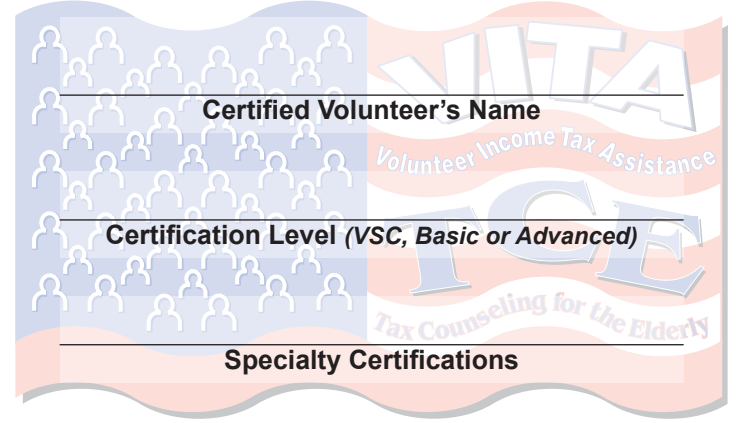 VITA
Certified Volunteer's Name
Volunteer Income Tax Assistance
TCE
Certification Level (VSC, Basic or Advanced)
Tax Counseling for the Elderly
Specialty Certifications